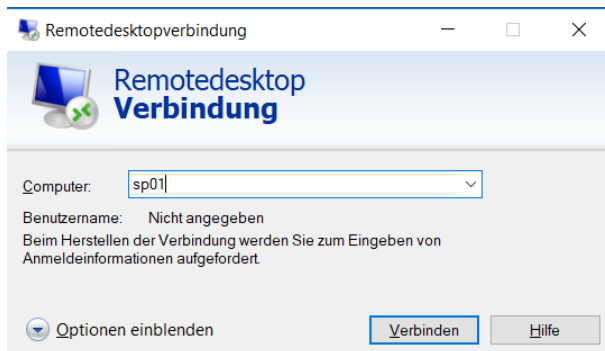 Remotedesktopverbindung
Remotedesktop
Verbindung
Computer: sp01
Benutzername: Nicht angegeben
Beim Herstellen der Verbindung werden Sie zum Eingeben von
Anmeldeinformationen aufgefordert.
Optionen einblenden Verbinden Hilfe